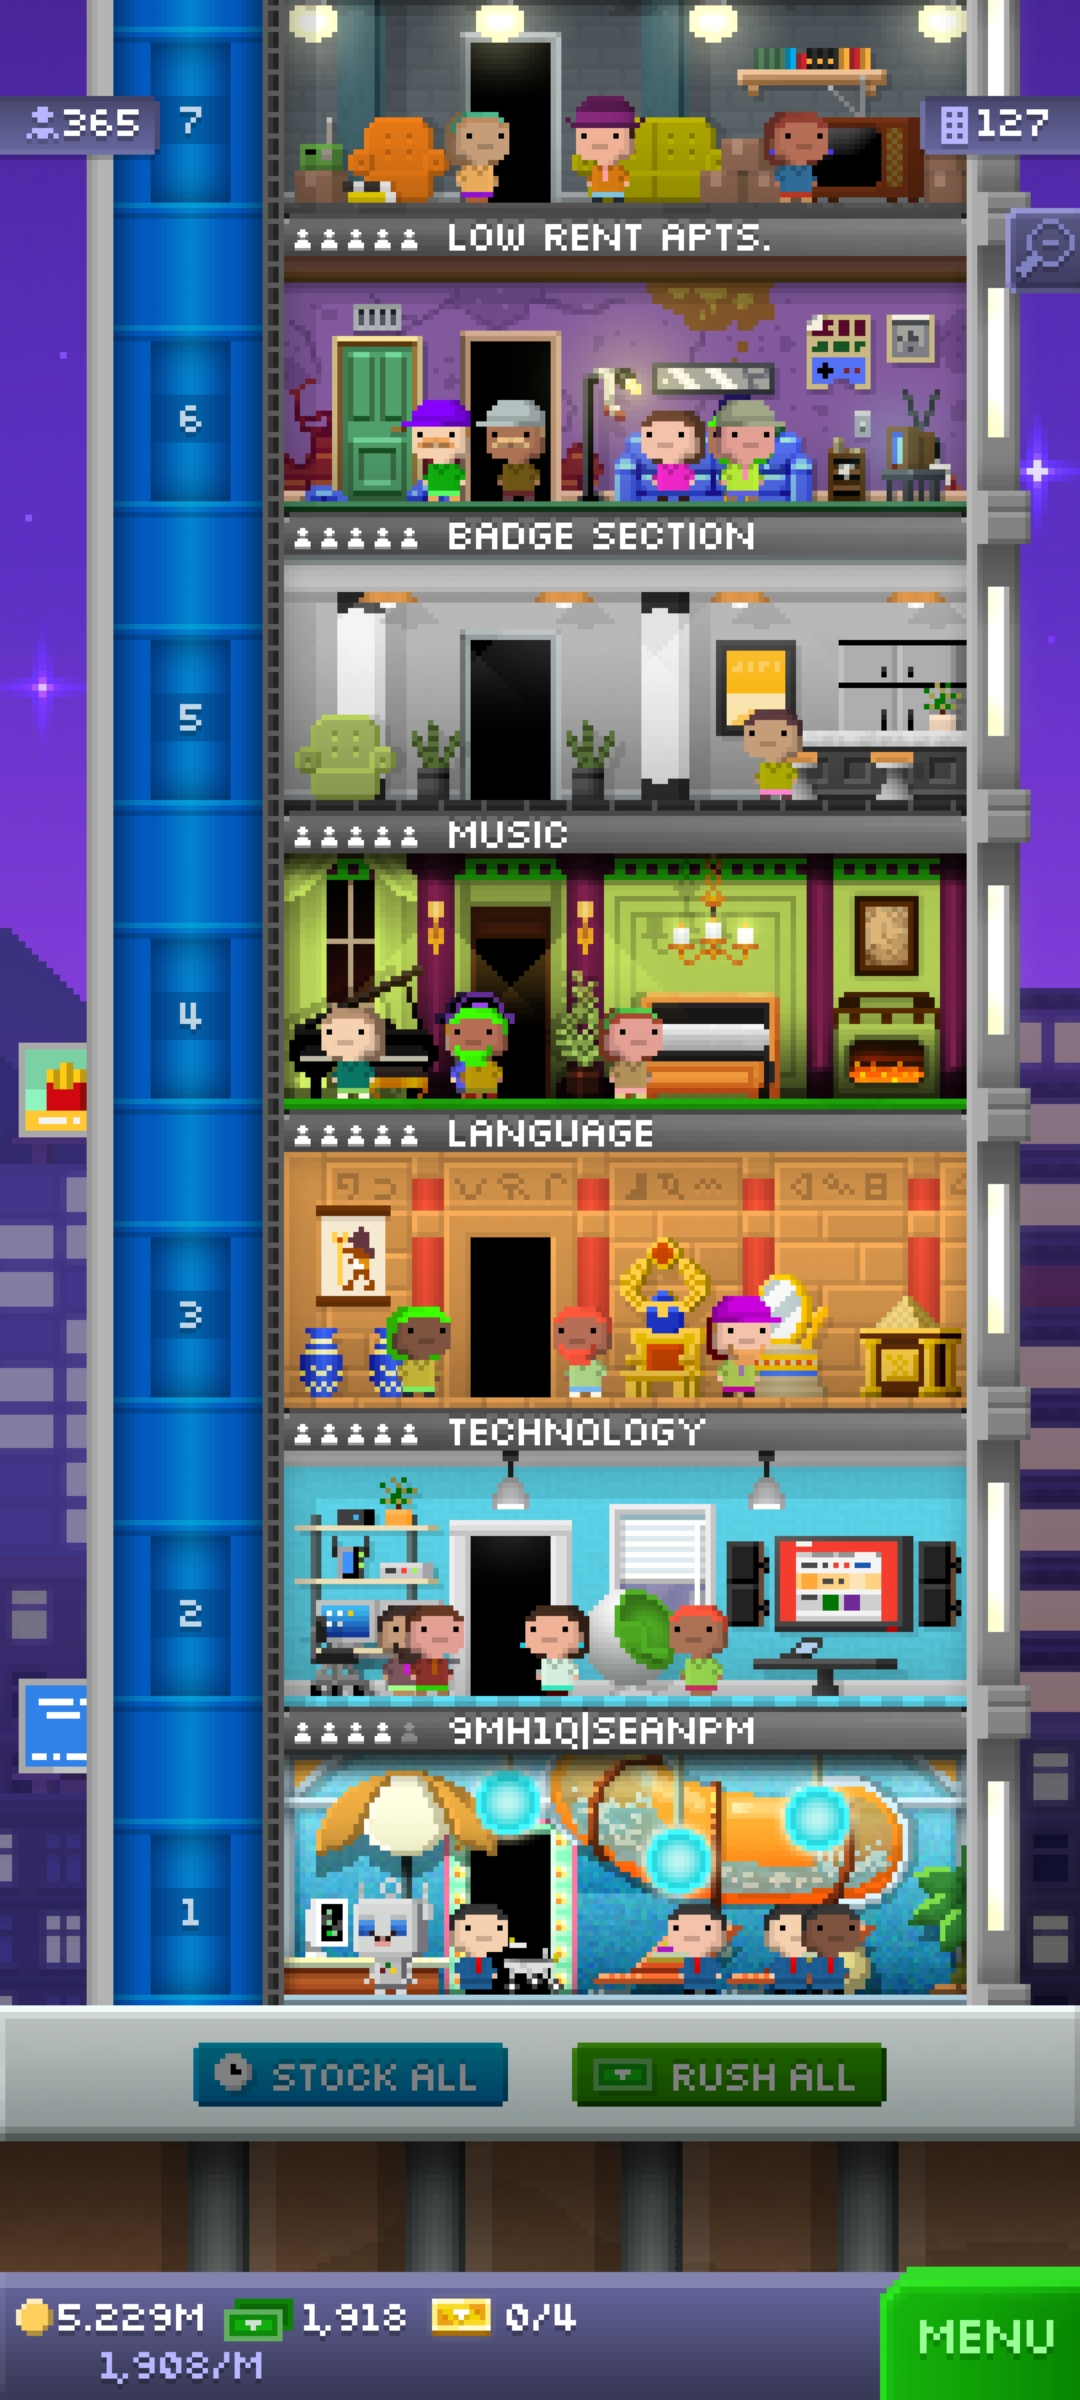 365
7
127
LOW RENT APTS.
6
BADGE SECTION
5
MUSIC
4
LANGUAGE
3
TECHNOLOGY
2
9MH1Q|SEANPM
1
STOCK ALL
RUSH ALL
5.229M
1,918
0/4
1,908/M
MENU